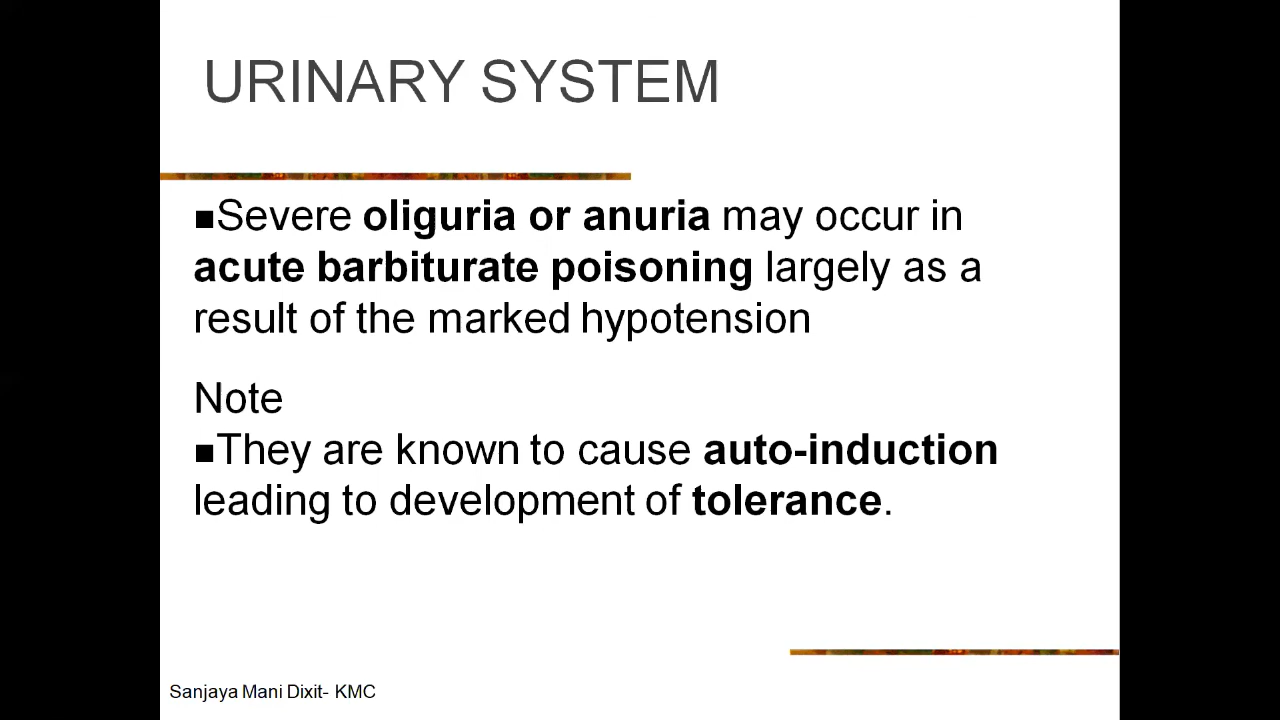 URINARY SYSTEM
■Severe oliguria or anuria may occur in
acute barbiturate poisoning largely as a
result of the marked hypotension
Note
■They are known to cause auto-induction
leading to development of tolerance.
Sanjaya Mani Dixit- KMC